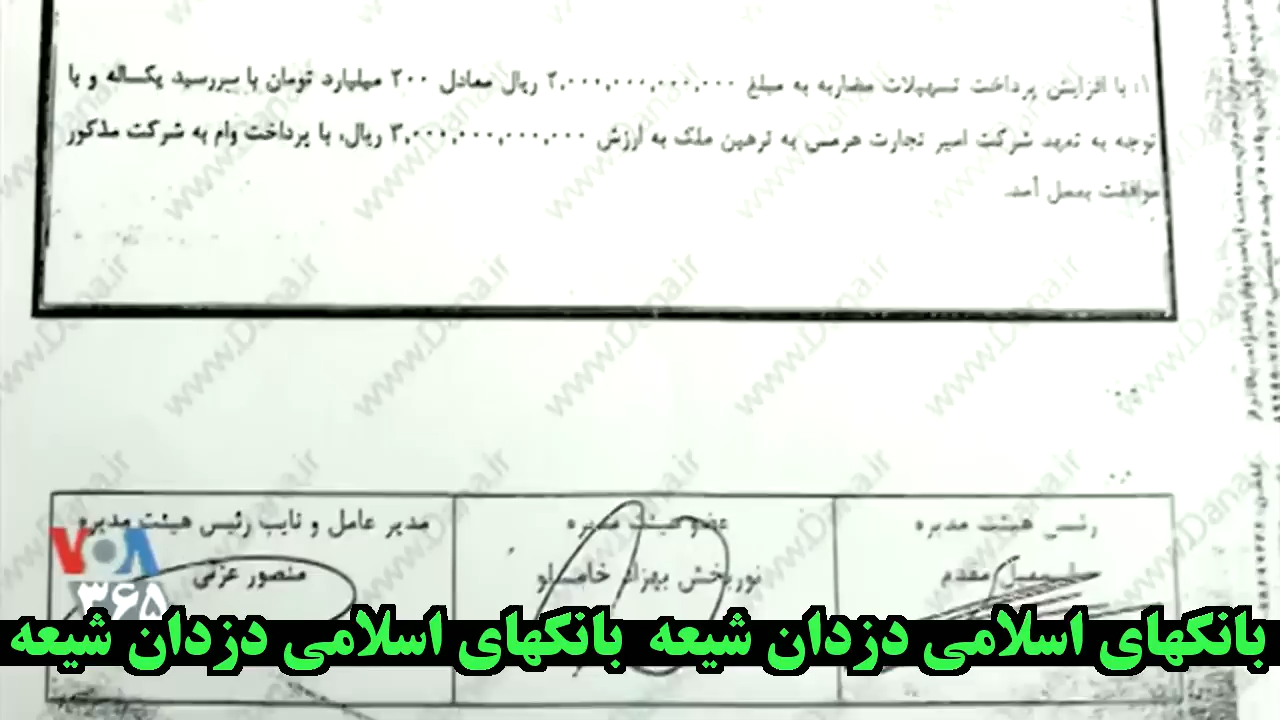 ۱: با افزایش پرداخت تسهیلات مضاربه به مبلغ ۲,۰۰۰,۰۰۰,۰۰۰,۰۰۰ ریال معادل ۲۰۰ میلیارد تومان با سررسید یکساله و با
توجه به تعهد شرکت امیر تجارت هرمس به ترهین ملک به ارزش ۳,۰۰۰,۰۰۰,۰۰۰,۰۰۰ ریال، با پرداخت وام به شرکت مذکور
موافقت بعمل آمد.
www.Dana.ir
رئیس هیئت مدیره
مقدم
عضو هیئت مدیره
نوربخش بهزاد
مدیر عامل و نایب رئیس هیئت مدیره
منصور عزتی
VOA
۳۶۵
بانکهای اسلامی دزدان شیعه بانکهای اسلامی دزدان شیعه